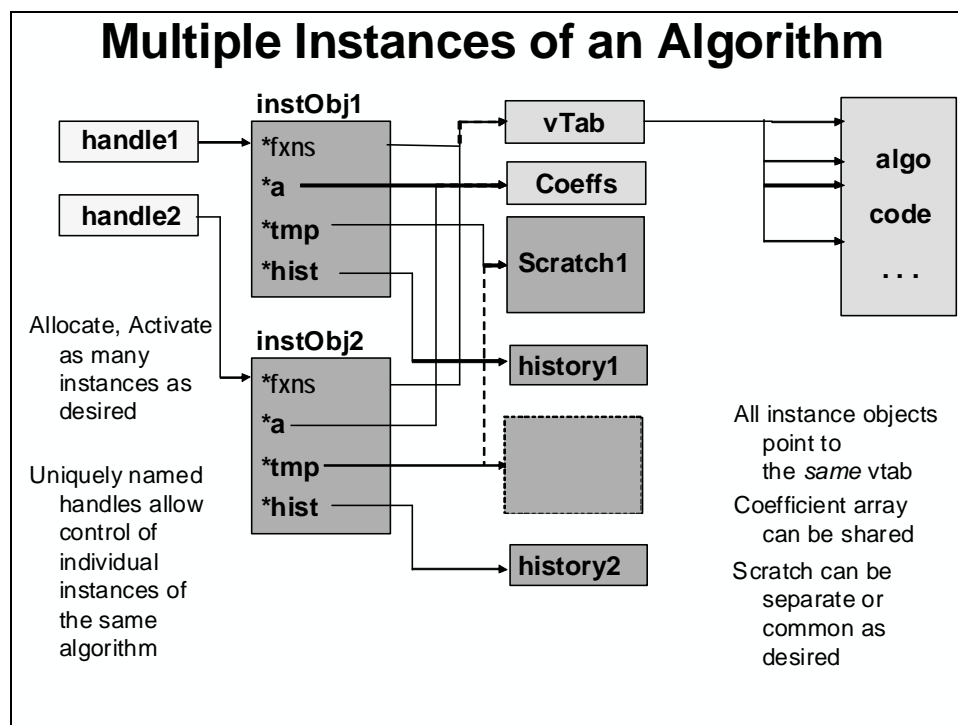 Multiple Instances of an Algorithm
instObj1
handle1
*fxns
*a
*tmp
*hist
handle2
vTab
Coeffs
Scratch1
history1
algo
code
. . .
Allocate, Activate
as many
instances as
desired
instObj2
*fxns
*a
*tmp
*hist
history2
Uniquely named
handles allow
control of
individual
instances of
the same
algorithm
All instance objects
point to
the same vtab
Coefficient array
can be shared
Scratch can be
separate or
common as
desired